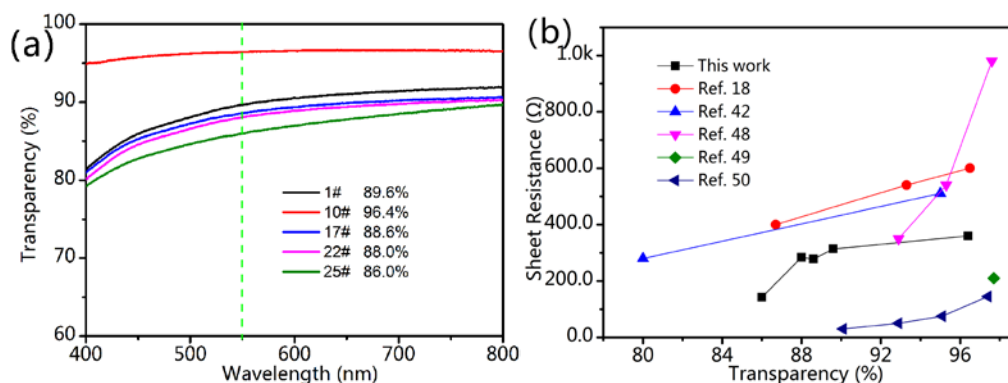 (a)
100
90
80
70
60
Transparency (%)
1# 89.6%
10# 96.4%
17# 88.6%
22# 88.0%
25# 86.0%
400 500 600 700 800
Wavelength (nm)
(b)
1.0k
800.0
600.0
400.0
200.0
0.0
Sheet Resistance (Ω)
This work
Ref. 18
Ref. 42
Ref. 48
Ref. 49
Ref. 50
80 84 88 92 96
Transparency (%)